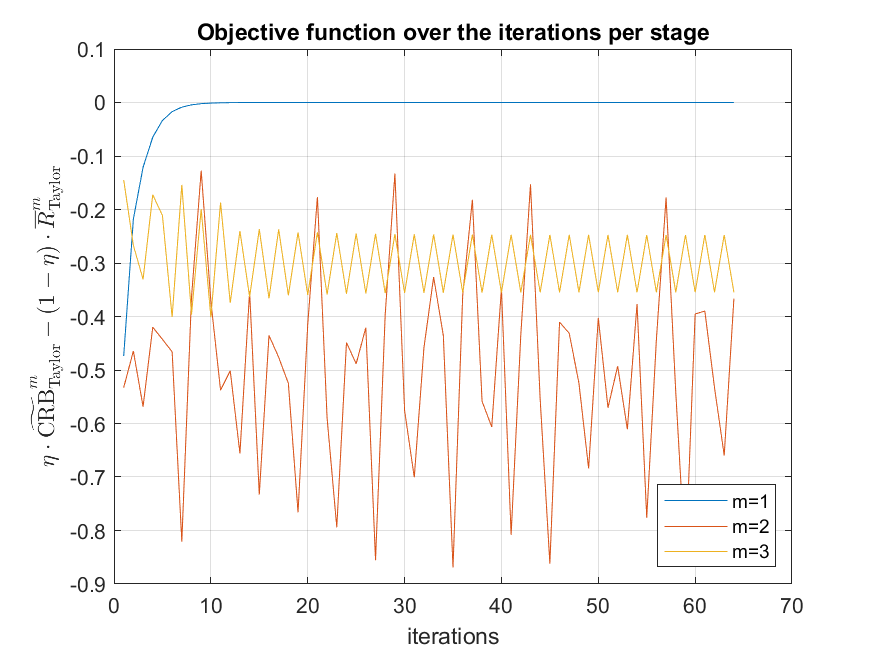 Objective function over the iterations per stage
0.1
0
-0.1
-0.2
-0.3
-0.4
-0.5
-0.6
-0.7
-0.8
-0.9
η · C͠R͠B͠ᵐ_Taylor − (1 − η) · R̅ᵐ_Taylor
0 10 20 30 40 50 60 70
iterations
m=1
m=2
m=3